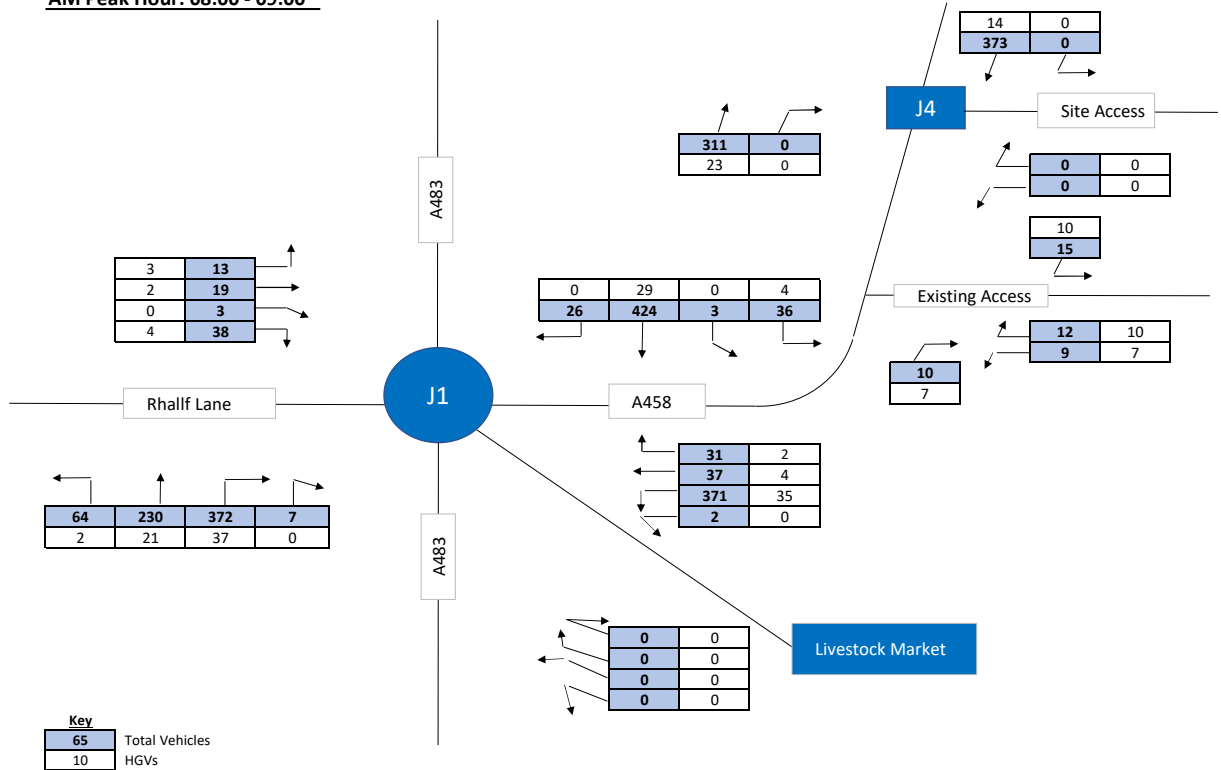 AM Peak Hour: 08:00 - 09:00
14 0
373 0
J4
Site Access
311 0
23 0
0 0
0 0
A483
10
15
3 13
2 19
0 3
4 38
0 29 0 4
26 424 3 36
Existing Access
12 10
9 7
10
7
Rhallf Lane
J1
A458
31 2
37 4
371 35
2 0
64 230 372 7
2 21 37 0
A483
0 0
0 0
0 0
0 0
Livestock Market
Key
65 Total Vehicles
10 HGVs